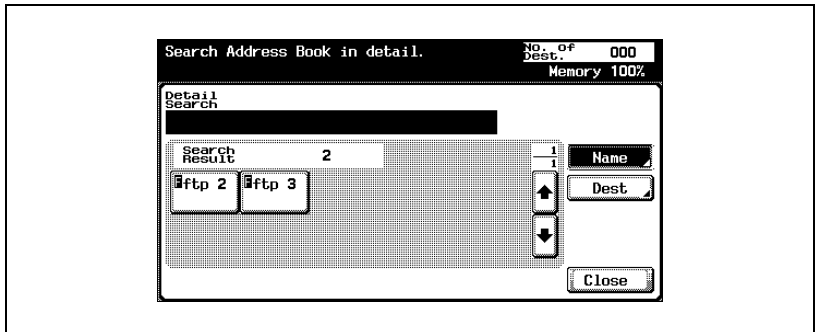 Search Address Book in detail.
No. of Dest. 000
Memory 100%
Detail Search
Search Result 2
1
1
Name
Dest
F ftp 2
F ftp 3
Close